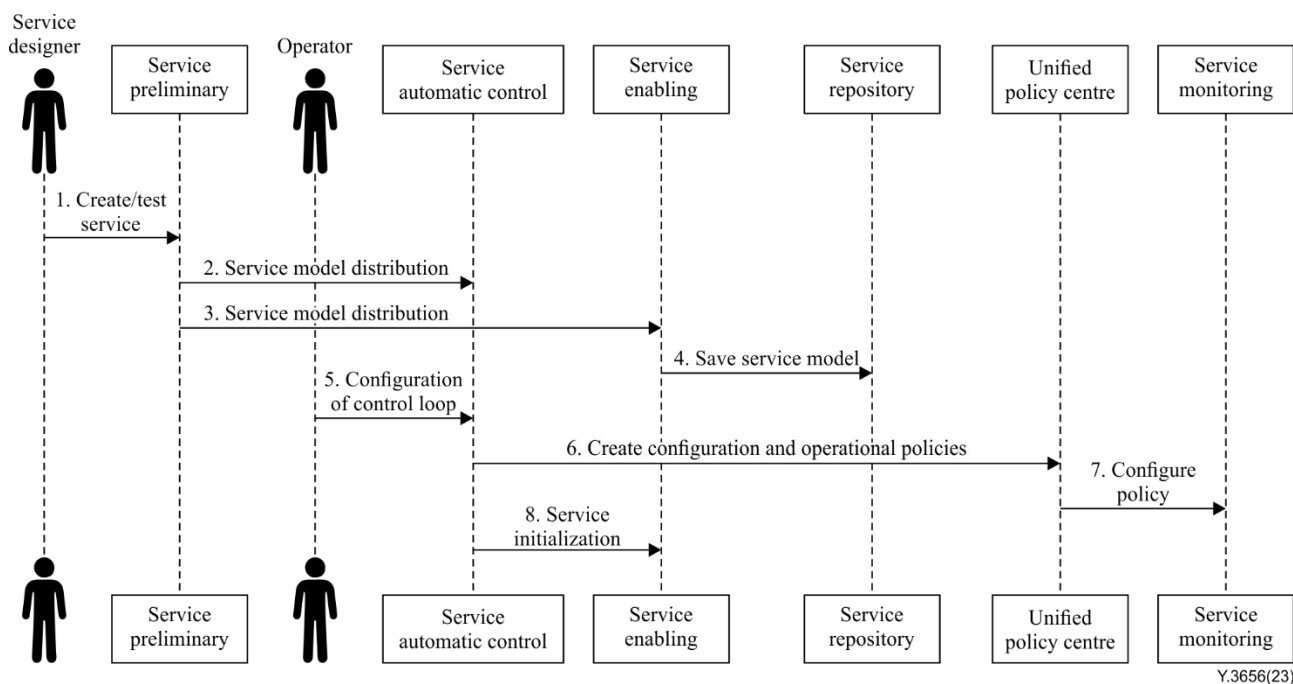 Service
designer
Operator
Service
preliminary
Service
automatic control
Service
enabling
Service
repository
Unified
policy centre
Service
monitoring
1. Create/test
service
2. Service model distribution
3. Service model distribution
4. Save service model
5. Configuration
of control loop
6. Create configuration and operational policies
7. Configure
policy
8. Service
initialization
Service
preliminary
Service
automatic control
Service
enabling
Service
repository
Unified
policy centre
Service
monitoring
Y.3656(23)